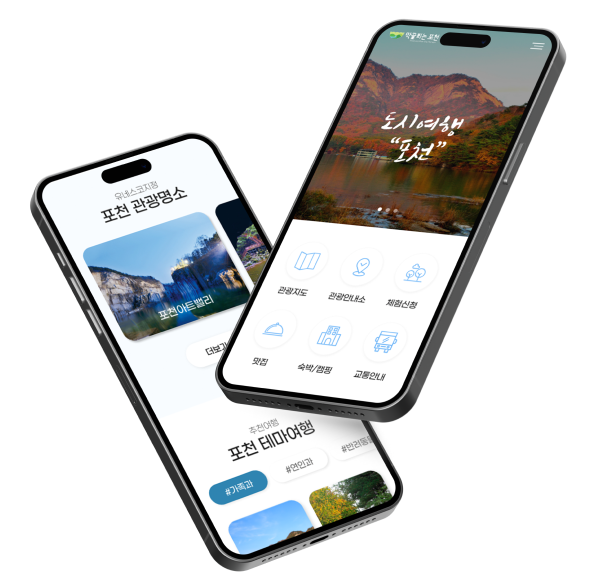 약동하는 포천
도시여행
“포천”
관광지도
관광안내소
체험신청
맛집
숙박/캠핑
교통안내
유네스코지정
포천 관광명소
포천아트밸리
더보기
추천여행
포천 테마여행
#가족과
#연인과
#반려동